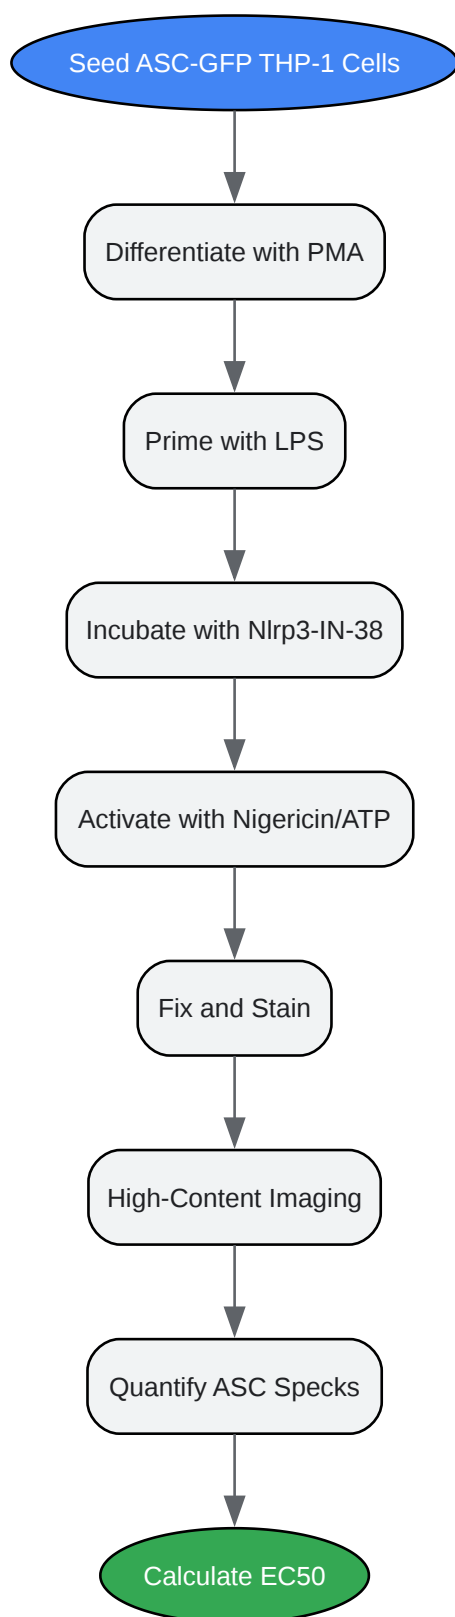 Seed ASC-GFP THP-1 Cells
Differentiate with PMA
Prime with LPS
Incubate with Nlrp3-IN-38
Activate with Nigericin/ATP
Fix and Stain
High-Content Imaging
Quantify ASC Specks
Calculate EC50